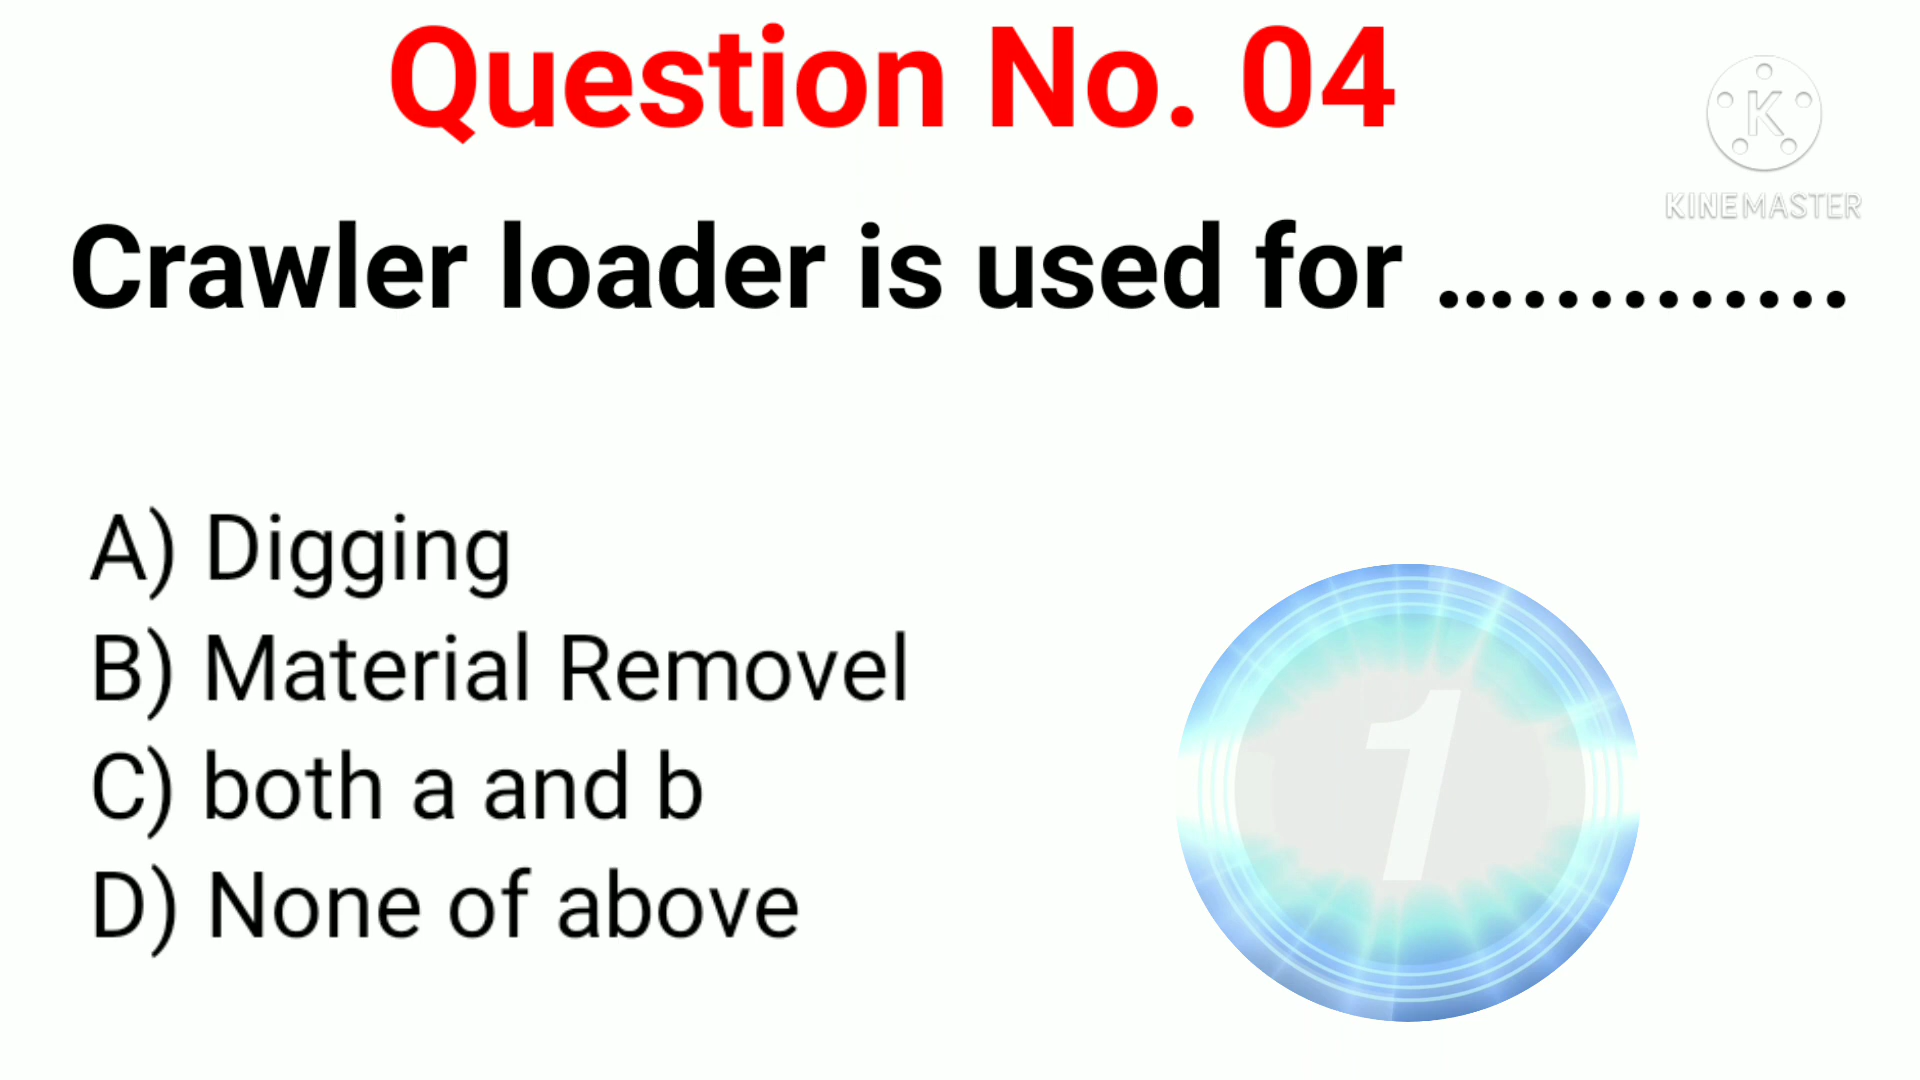 Question No. 04
K
KINEMASTER
Crawler loader is used for ..............
A) Digging
B) Material Removel
C) both a and b
D) None of above
1